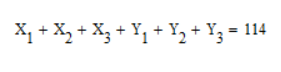 X₁ + X₂ + X₃ + Y₁ + Y₂ + Y₃ = 114